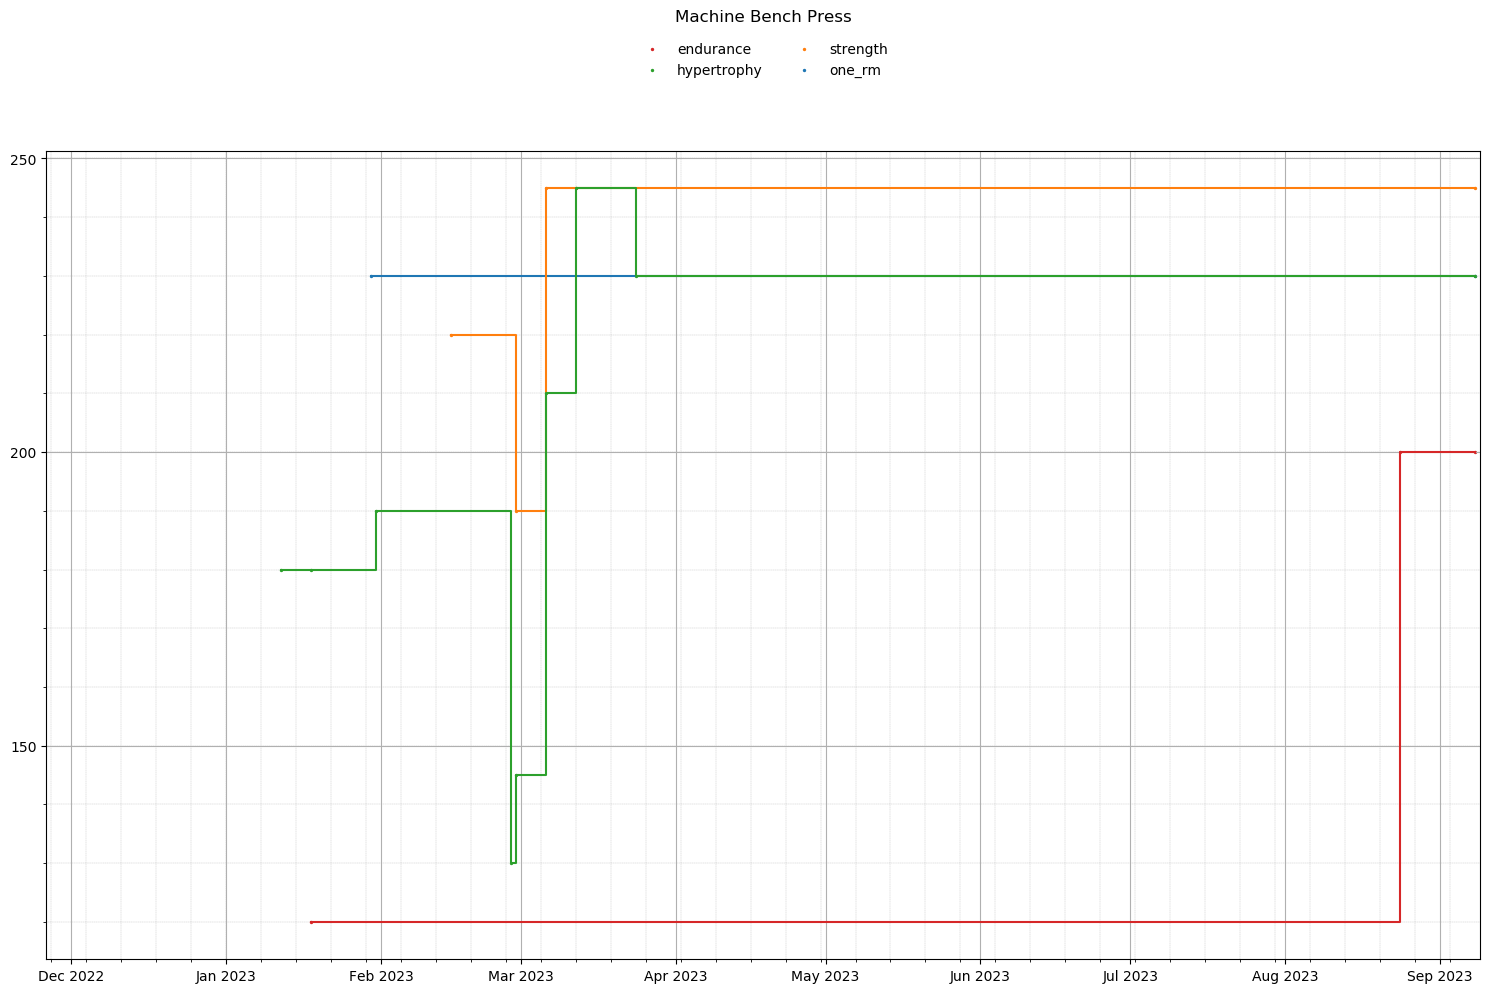 Machine Bench Press
endurance strength
hypertrophy one_rm
250
200
150
Dec 2022 Jan 2023 Feb 2023 Mar 2023 Apr 2023 May 2023 Jun 2023 Jul 2023 Aug 2023 Sep 2023